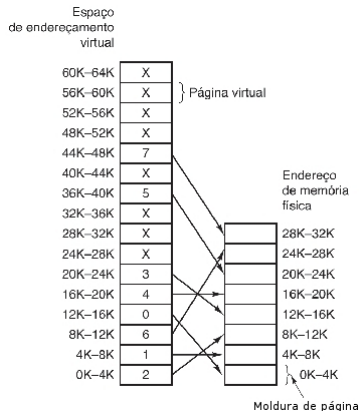 Espaço
de endereçamento
virtual
60K–64K X
56K–60K X Página virtual
52K–56K X
48K–52K X
44K–48K 7
40K–44K X
36K–40K 5
32K–36K X
28K–32K X
24K–28K X
20K–24K 3
16K–20K 4
12K–16K 0
8K–12K 6
4K–8K 1
0K–4K 2
Endereço
de memória
física
28K–32K
24K–28K
20K–24K
16K–20K
12K–16K
8K–12K
4K–8K
0K–4K
Moldura de página